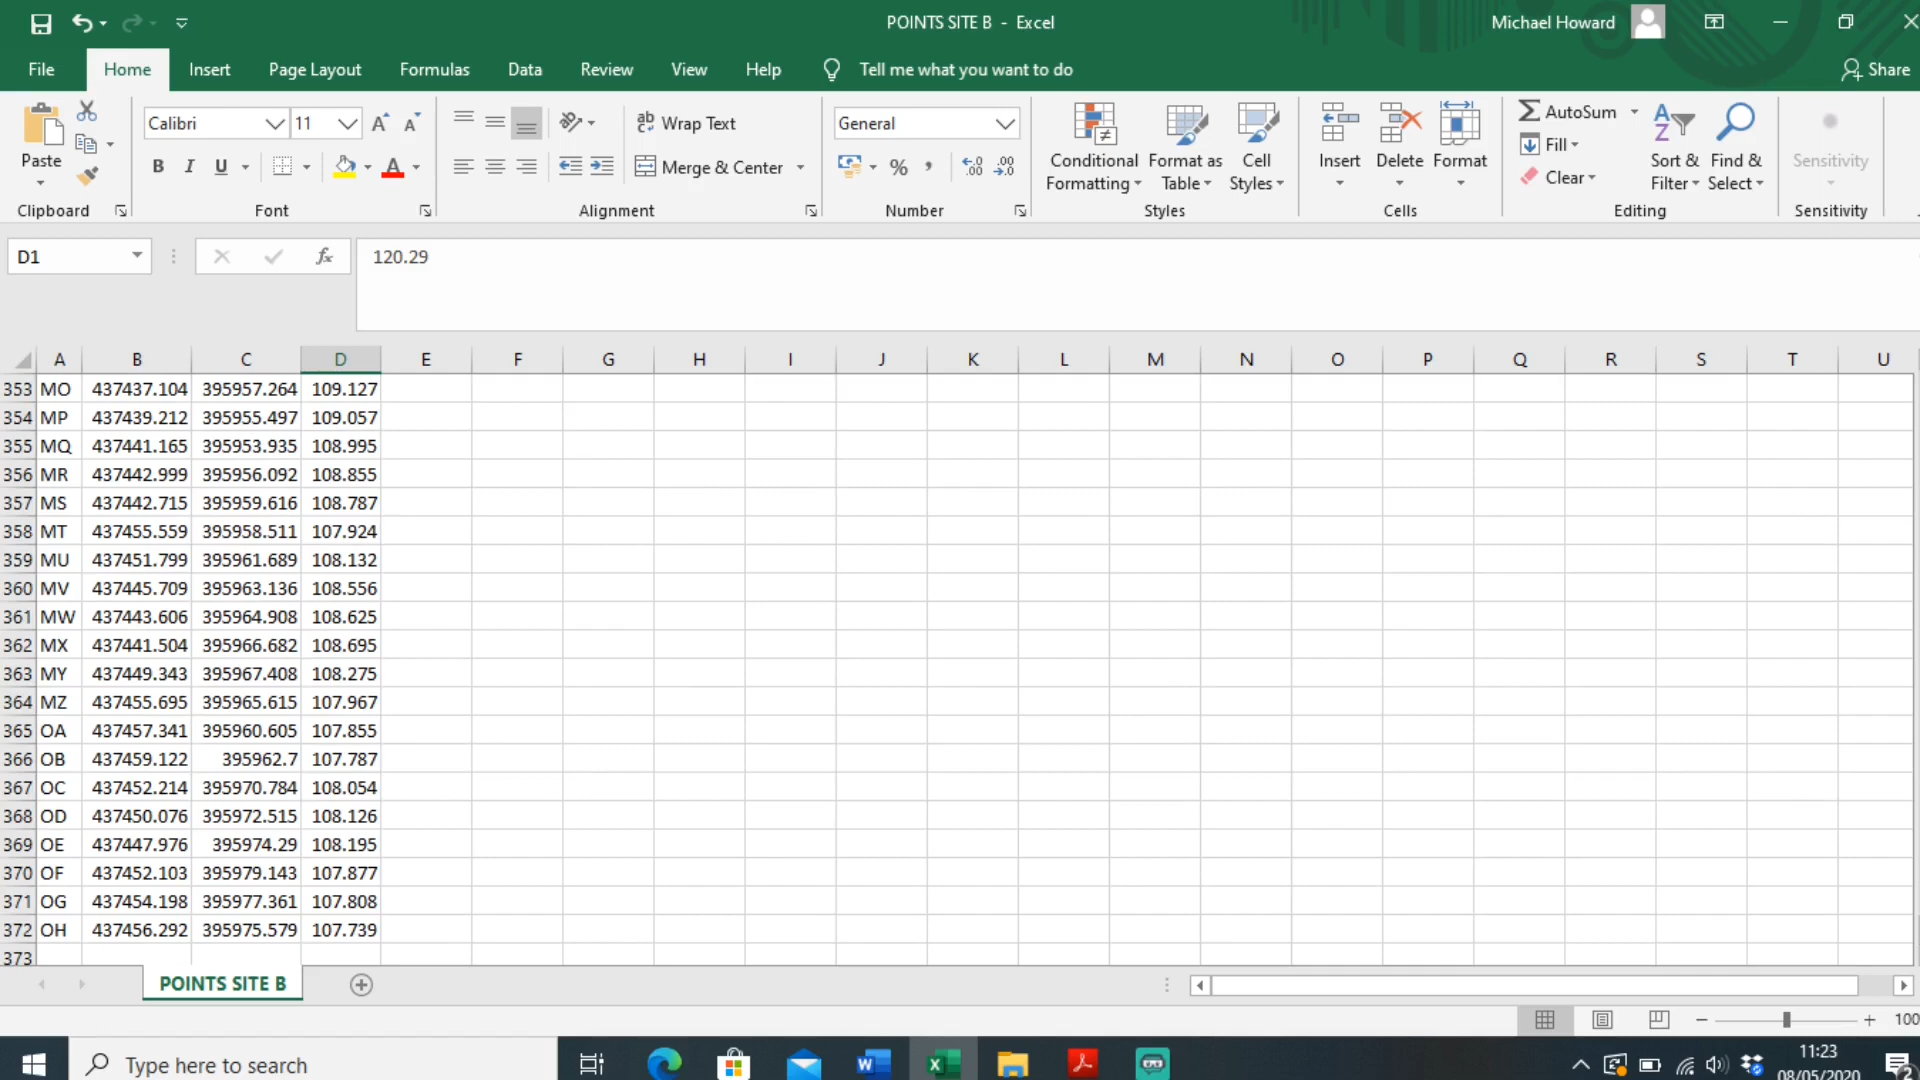 POINTS SITE B - Excel
Michael Howard
File Home Insert Page Layout Formulas Data Review View Help Tell me what you want to do Share
Paste
Clipboard
Calibri 11
B I U
Font
Wrap Text
Merge & Center
Alignment
General
% ,
Number
Conditional Formatting
Format as Table
Cell Styles
Styles
Insert Delete Format
Cells
AutoSum
Fill
Clear
Sort & Filter
Find & Select
Editing
Sensitivity
Sensitivity
D1 fx 120.29
A B C D E F G H I J K L M N O P Q R S T U
353 MO 437437.104 395957.264 109.127
354 MP 437439.212 395955.497 109.057
355 MQ 437441.165 395953.935 108.995
356 MR 437442.999 395956.092 108.855
357 MS 437442.715 395959.616 108.787
358 MT 437455.559 395958.511 107.924
359 MU 437451.799 395961.689 108.132
360 MV 437445.709 395963.136 108.556
361 MW 437443.606 395964.908 108.625
362 MX 437441.504 395966.682 108.695
363 MY 437449.343 395967.408 108.275
364 MZ 437455.695 395965.615 107.967
365 OA 437457.341 395960.605 107.855
366 OB 437459.122 395962.7 107.787
367 OC 437452.214 395970.784 108.054
368 OD 437450.076 395972.515 108.126
369 OE 437447.976 395974.29 108.195
370 OF 437452.103 395979.143 107.877
371 OG 437454.198 395977.361 107.808
372 OH 437456.292 395975.579 107.739
373
POINTS SITE B
100
Type here to search
11:23
08/05/2020
2